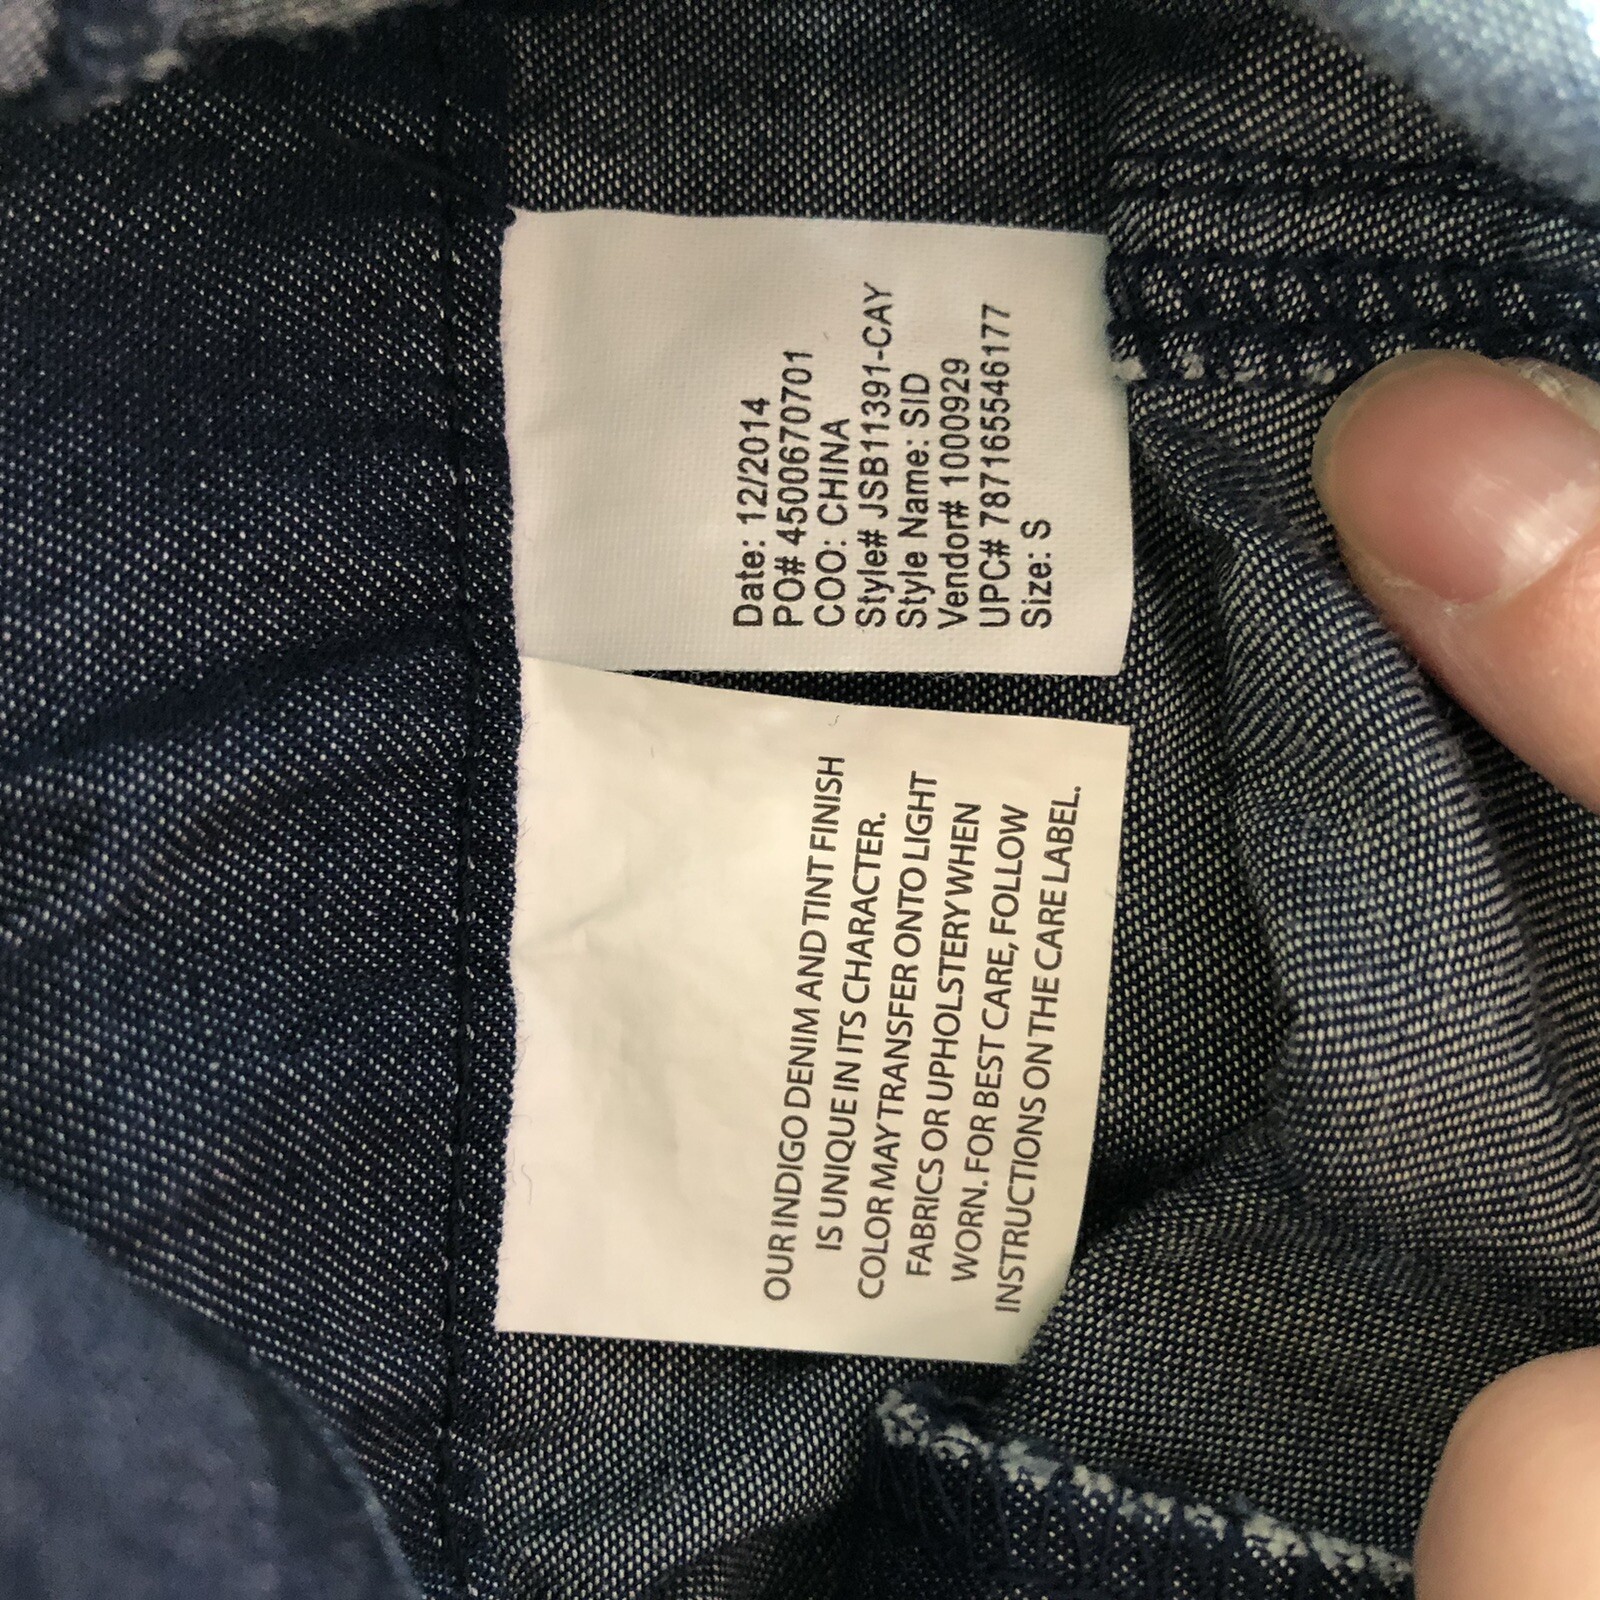 Date: 12/2014
PO# 4500670701
COO: CHINA
Style# JSB11391-CAY
Style Name: SID
Vendor# 1000929
UPC# 787165546177
Size: S
OUR INDIGO DENIM AND TINT FINISH
IS UNIQUE IN ITS CHARACTER.
COLOR MAY TRANSFER ONTO LIGHT
FABRICS OR UPHOLSTERY WHEN
WORN. FOR BEST CARE, FOLLOW
INSTRUCTIONS ON THE CARE LABEL.